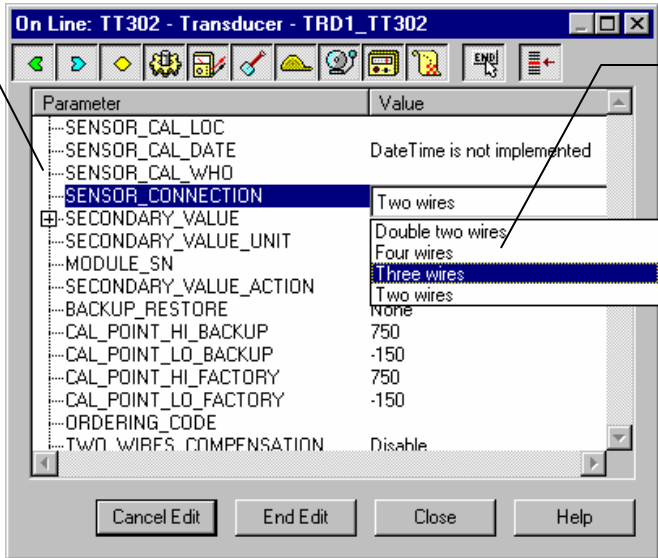 On Line: TT302 - Transducer - TRD1_TT302
END
Parameter Value
SENSOR_CAL_LOC
SENSOR_CAL_DATE DateTime is not implemented
SENSOR_CAL_WHO
SENSOR_CONNECTION Two wires
SECONDARY_VALUE Double two wires
SECONDARY_VALUE_UNIT Four wires
MODULE_SN Three wires
SECONDARY_VALUE_ACTION Two wires
BACKUP_RESTORE None
CAL_POINT_HI_BACKUP 750
CAL_POINT_LO_BACKUP -150
CAL_POINT_HI_FACTORY 750
CAL_POINT_LO_FACTORY -150
ORDERING_CODE
TWO_WIRES_COMPENSATION Disable
Cancel Edit End Edit Close Help